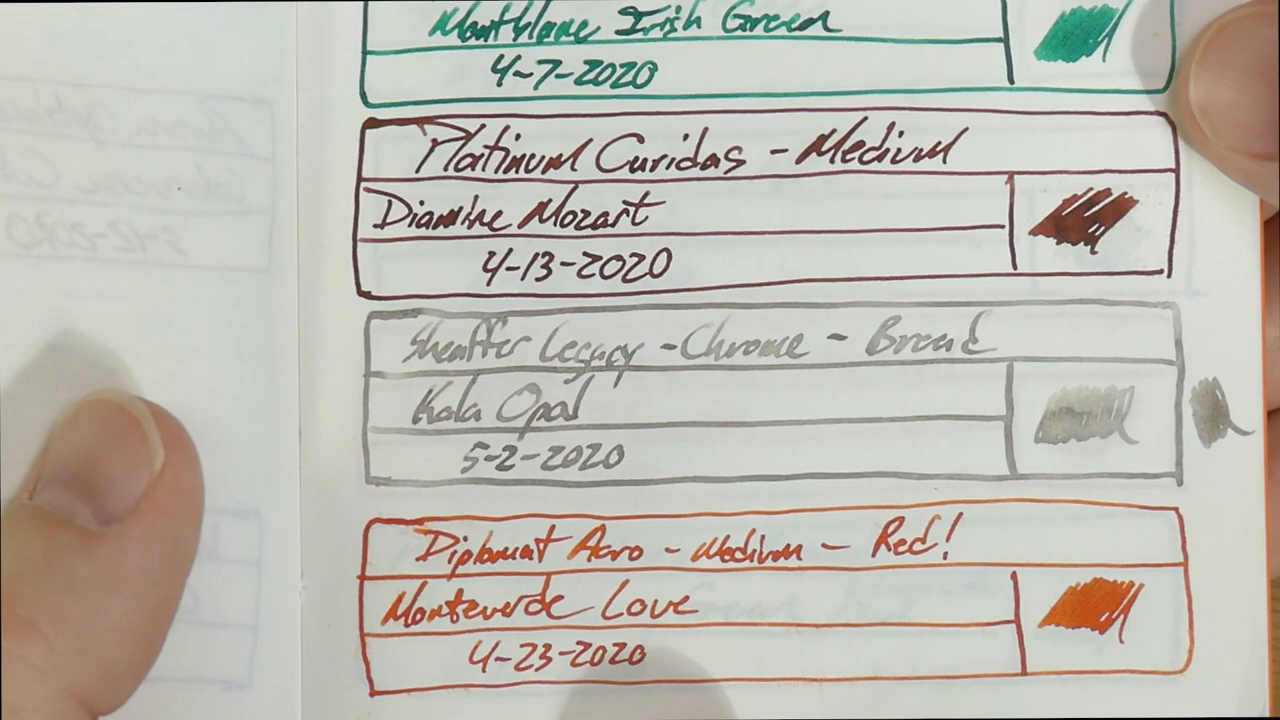 Montblanc Irish Green
4-7-2020
Platinum Curidas - Medium
Diamine Mozart
4-13-2020
Sheaffer Legacy - Chrome - Broad
Kala Opal
5-2-2020
Diplomat Aero - Medium - Red!
Monteverde Love
4-23-2020